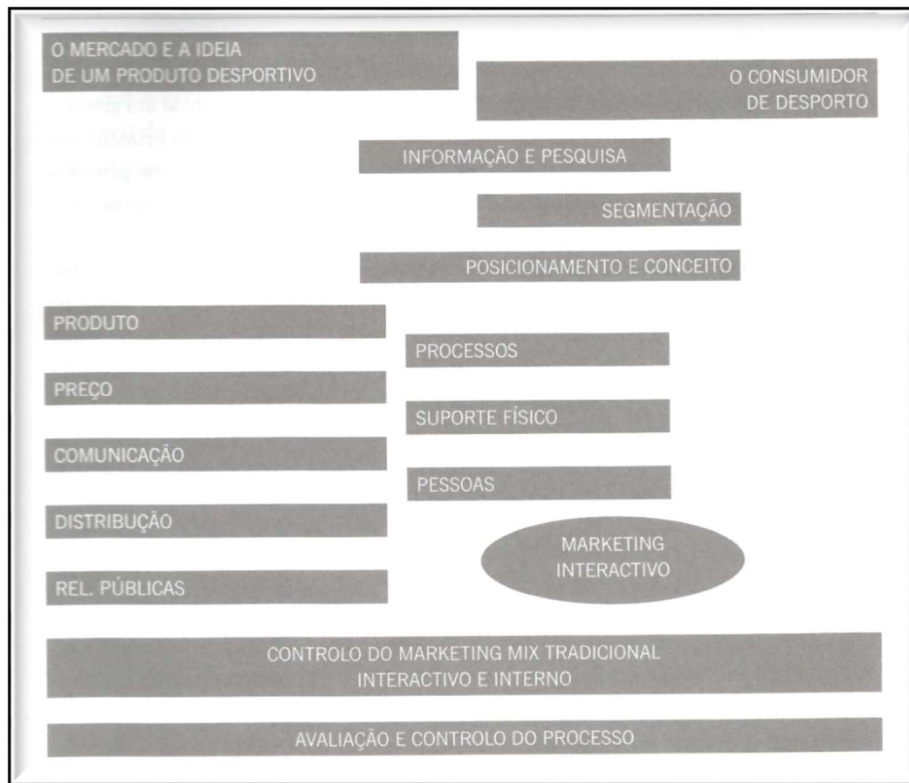 O MERCADO E A IDEIA
DE UM PRODUTO DESPORTIVO
O CONSUMIDOR
DE DESPORTO
INFORMAÇÃO E PESQUISA
SEGMENTAÇÃO
POSICIONAMENTO E CONCEITO
PRODUTO
PROCESSOS
PREÇO
SUPORTE FÍSICO
COMUNICAÇÃO
PESSOAS
DISTRIBUÇÃO
MARKETING
INTERACTIVO
REL. PÚBLICAS
CONTROLO DO MARKETING MIX TRADICIONAL
INTERACTIVO E INTERNO
AVALIAÇÃO E CONTROLO DO PROCESSO